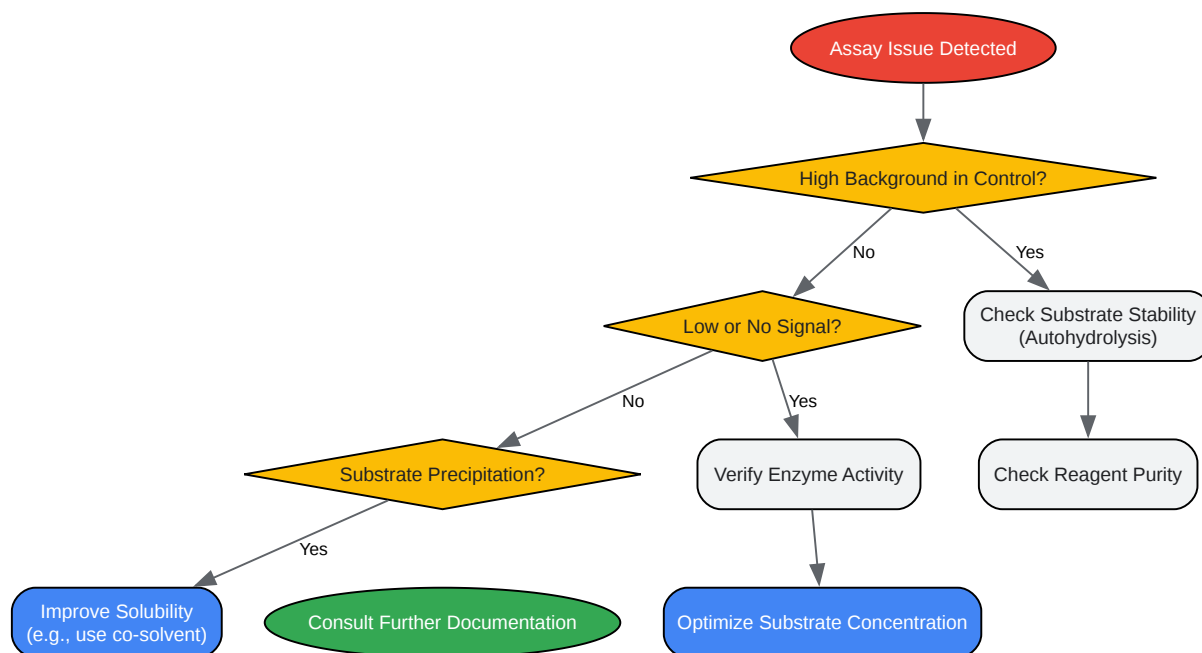 Assay Issue Detected
High Background in Control?
No
Yes
Low or No Signal?
Check Substrate Stability
(Autohydrolysis)
No
Yes
Substrate Precipitation?
Verify Enzyme Activity
Check Reagent Purity
Yes
Improve Solubility
(e.g., use co-solvent)
Consult Further Documentation
Optimize Substrate Concentration